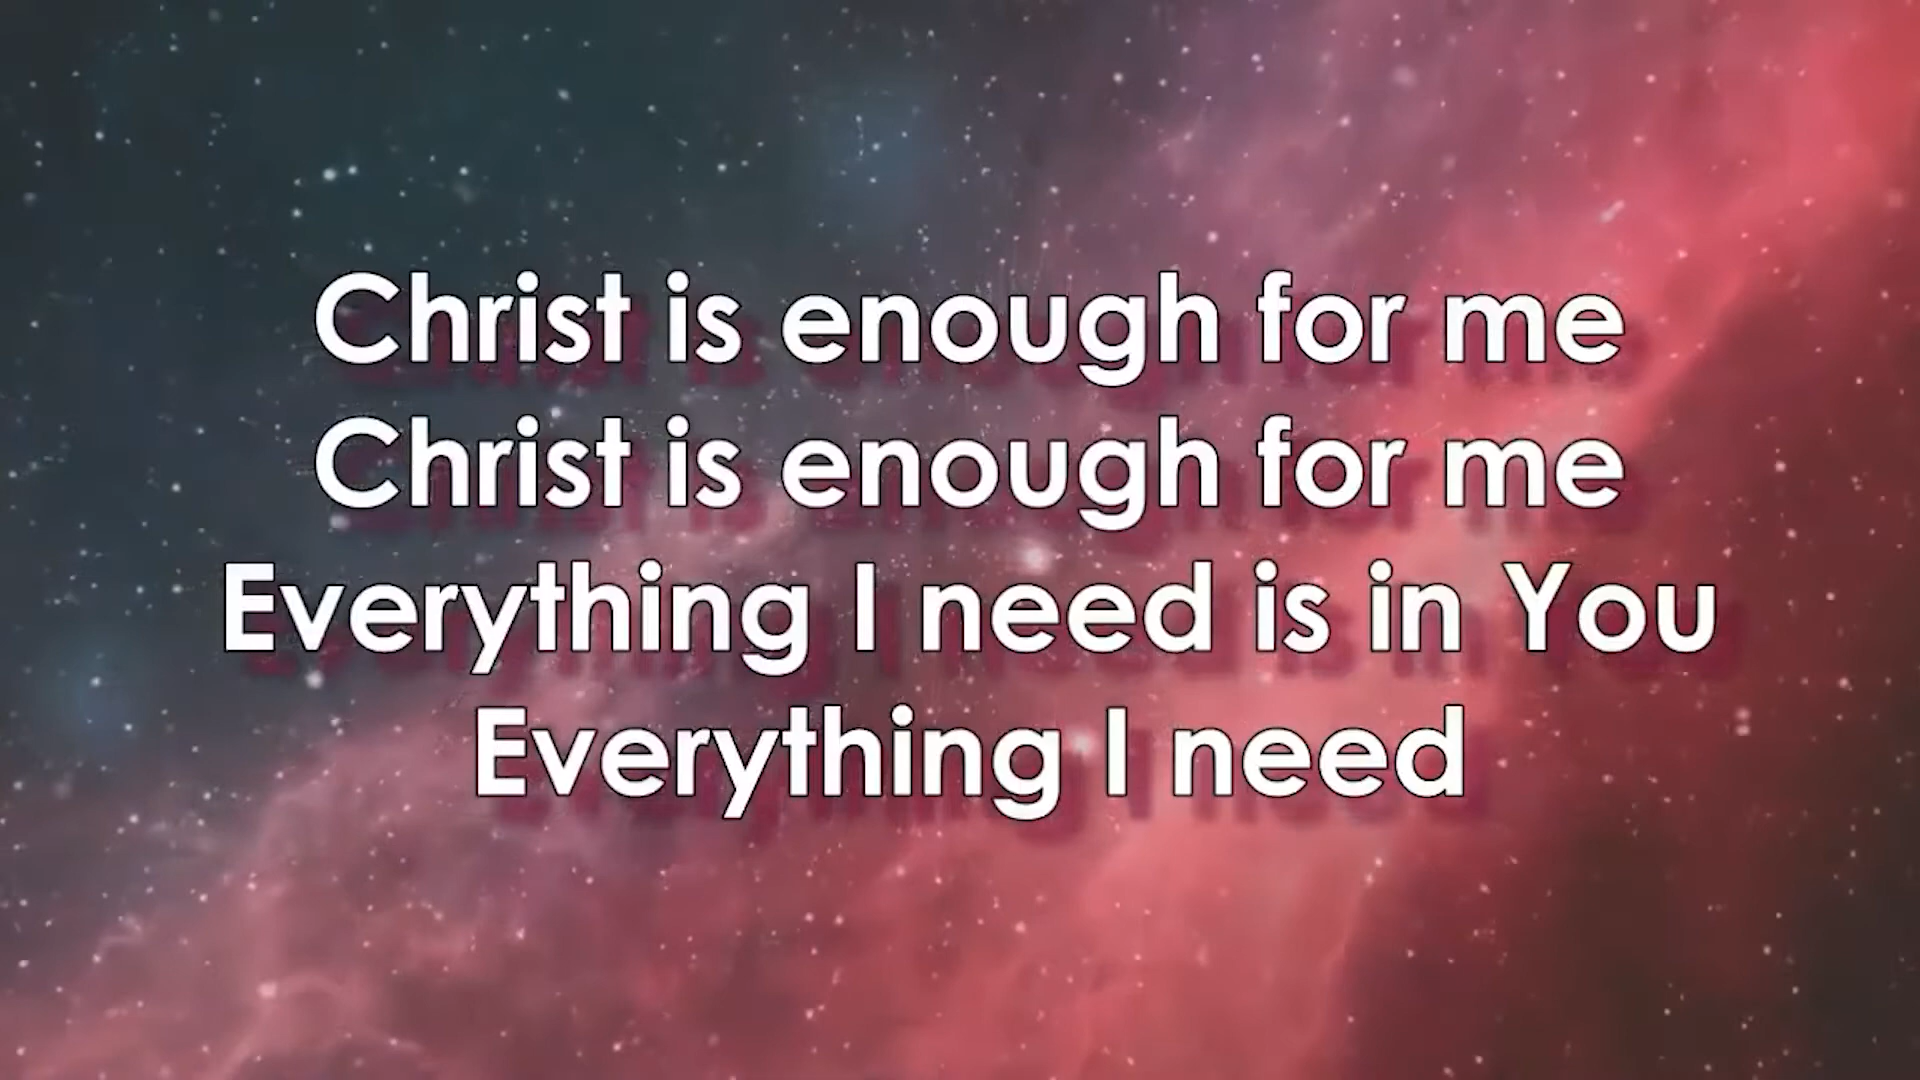 Christ is enough for me
Christ is enough for me
Everything I need is in You
Everything I need